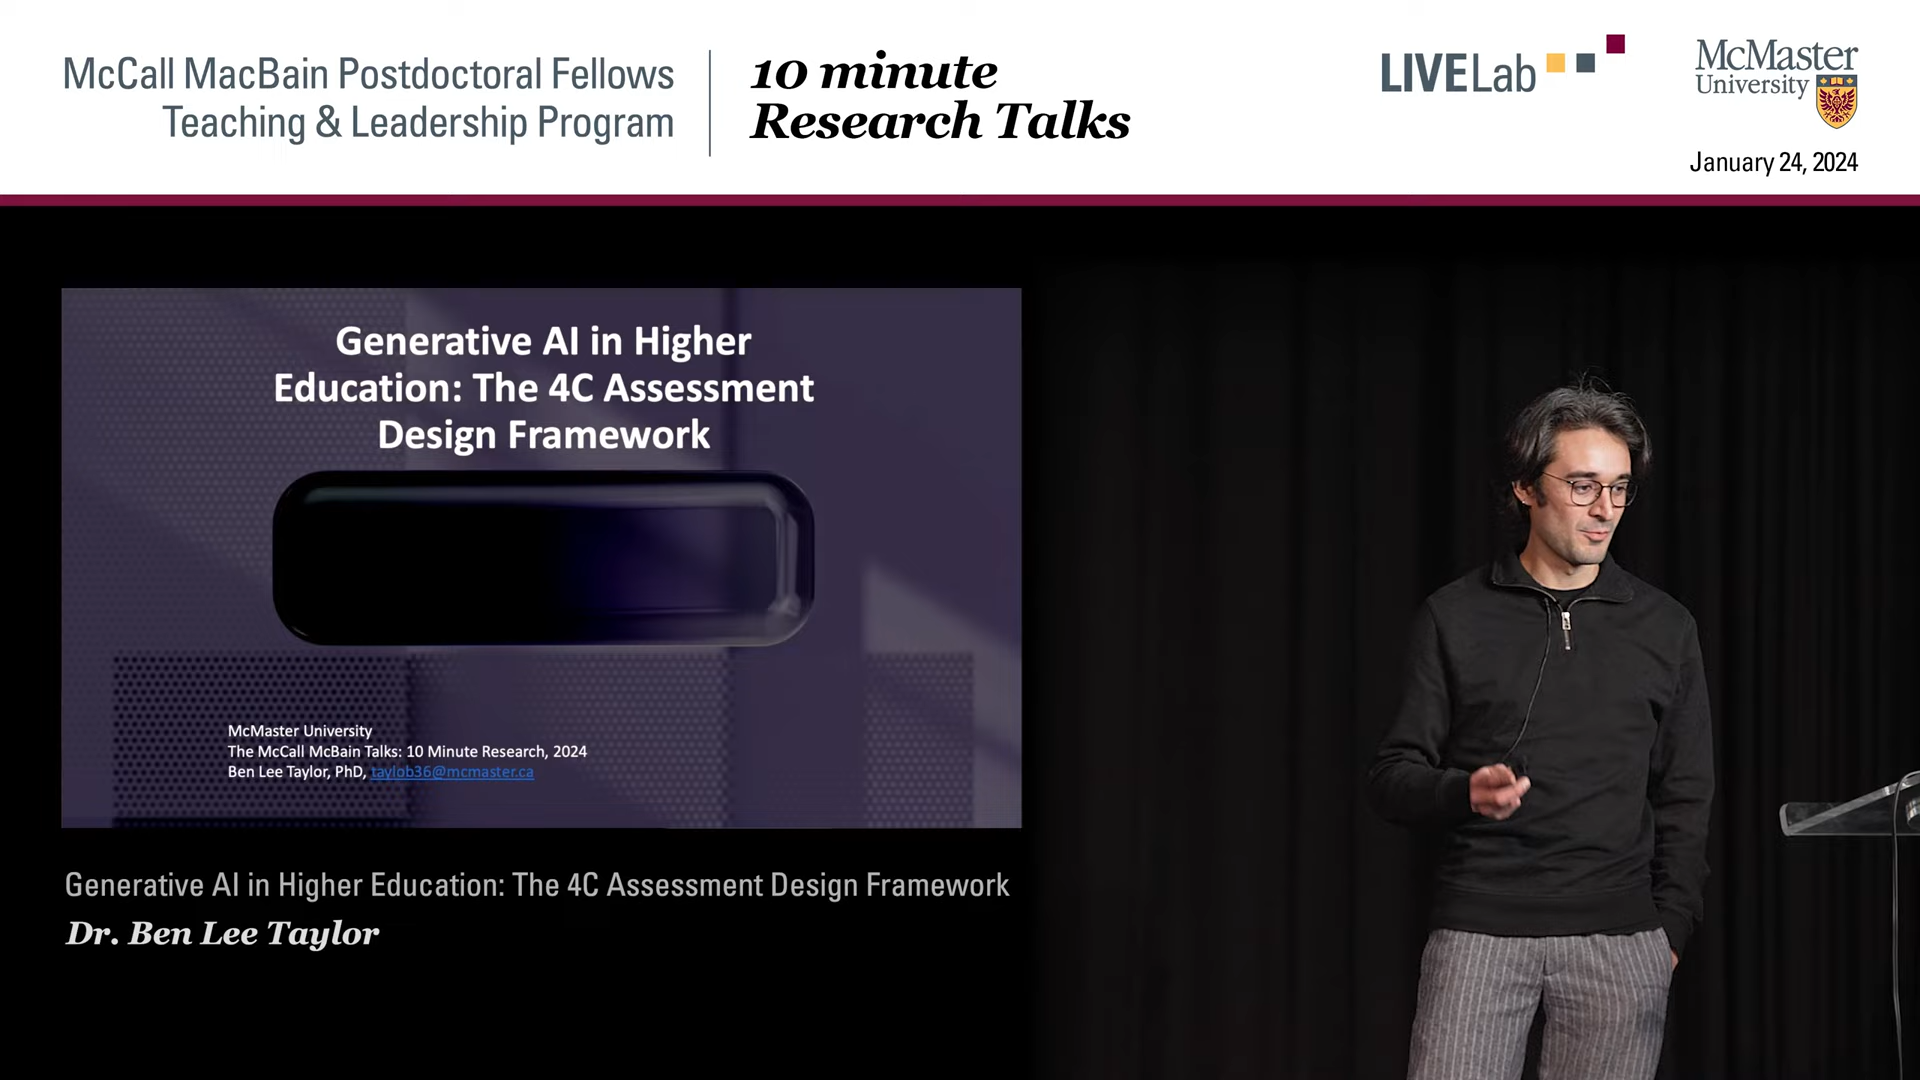 McCall MacBain Postdoctoral Fellows
Teaching & Leadership Program
10 minute
Research Talks
LIVELab
McMaster
University
January 24, 2024
Generative AI in Higher
Education: The 4C Assessment
Design Framework
McMaster University
The McCall McBain Talks: 10 Minute Research, 2024
Ben Lee Taylor, PhD, taylob36@mcmaster.ca
Generative AI in Higher Education: The 4C Assessment Design Framework
Dr. Ben Lee Taylor